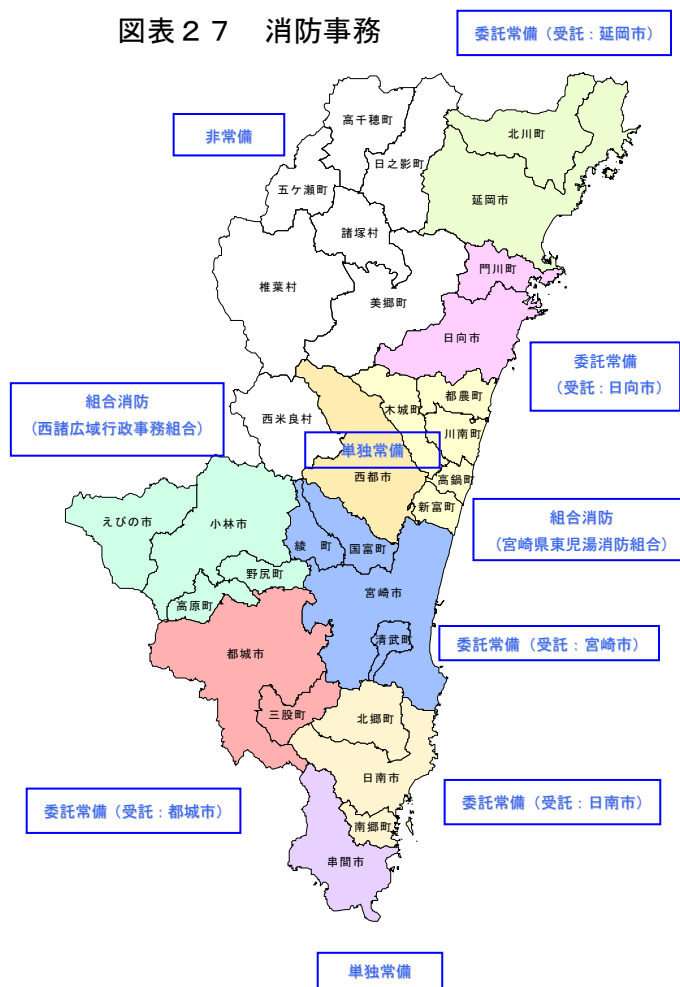 図表２７　消防事務
委託常備（受託：延岡市）
非常備
高千穂町
北川町
日之影町
五ケ瀬町
延岡市
諸塚村
門川町
椎葉村
美郷町
日向市
委託常備
（受託：日向市）
組合消防
（西諸広域行政事務組合）
西米良村
木城町
都農町
川南町
単独常備
西都市
高鍋町
新富町
えびの市
小林市
綾　町
国富町
組合消防
（宮崎県東児湯消防組合）
野尻町
宮崎市
高原町
清武町
委託常備（受託：宮崎市）
都城市
三股町
北郷町
日南市
委託常備（受託：都城市）
委託常備（受託：日南市）
南郷町
串間市
単独常備